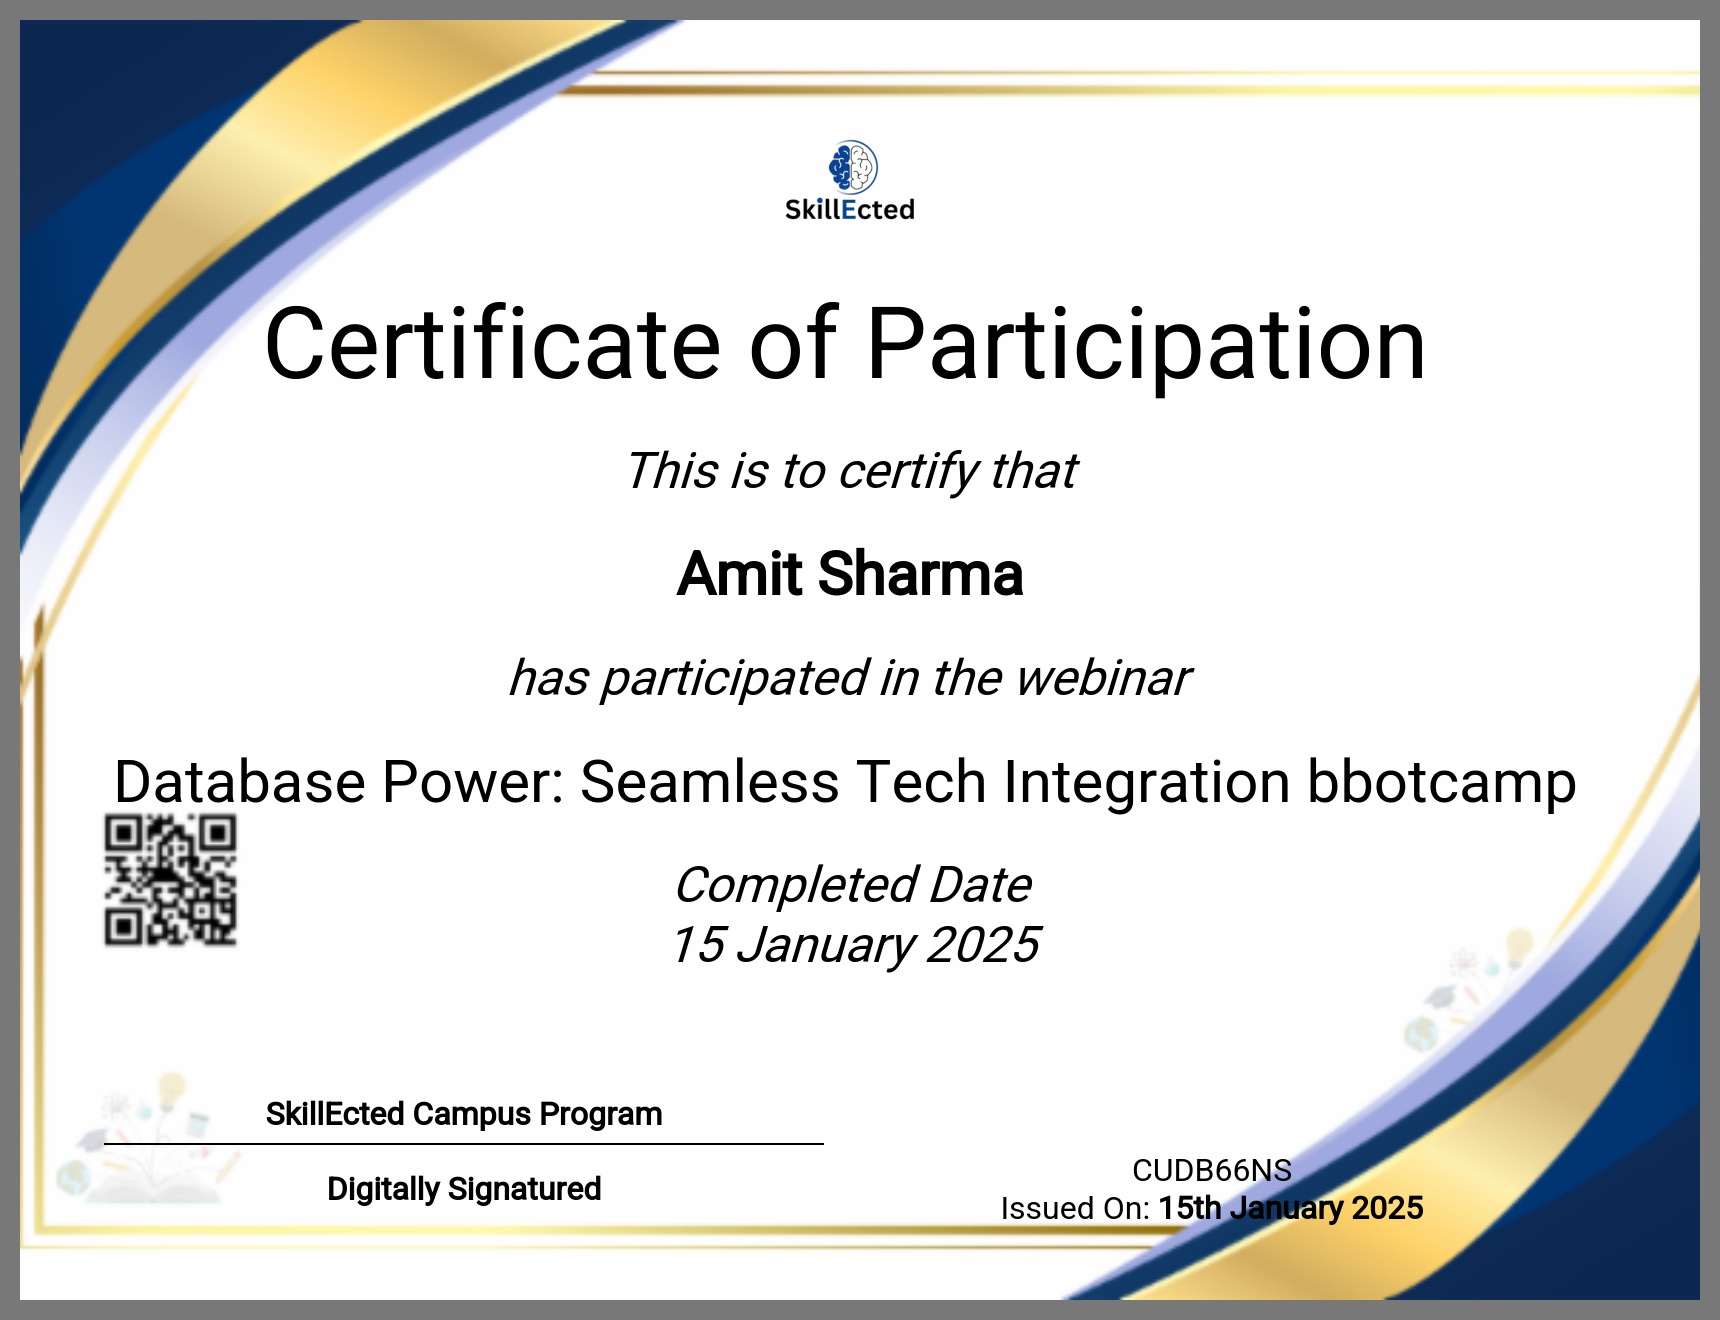 SkillEcted
Certificate of Participation
This is to certify that
Amit Sharma
has participated in the webinar
Database Power: Seamless Tech Integration bbotcamp
Completed Date
15 January 2025
SkillEcted Campus Program
Digitally Signatured
CUDB66NS
Issued On: 15th January 2025